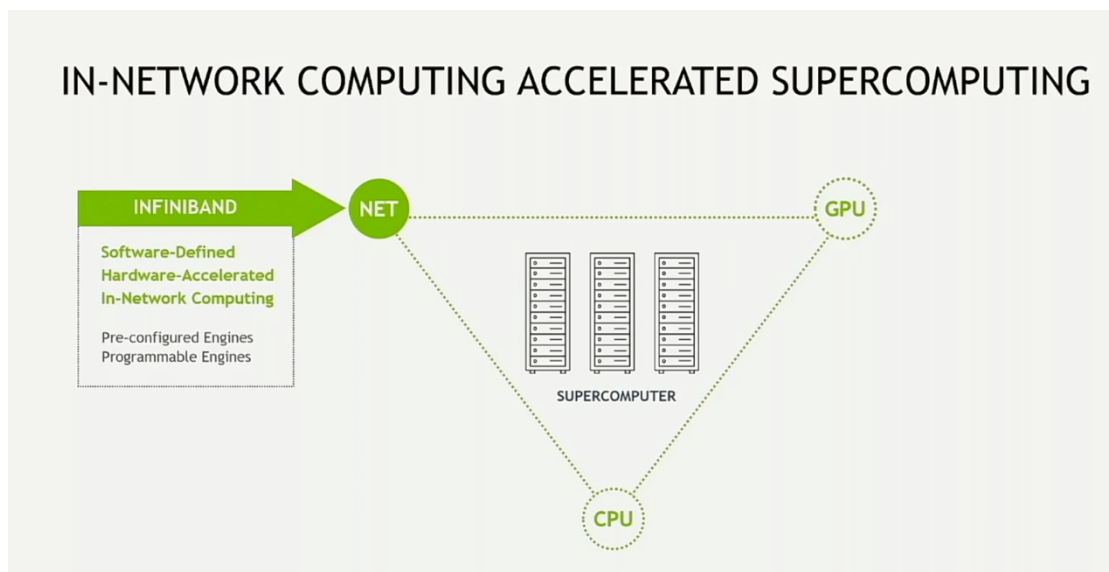 IN-NETWORK COMPUTING ACCELERATED SUPERCOMPUTING
INFINIBAND
Software-Defined
Hardware-Accelerated
In-Network Computing
Pre-configured Engines
Programmable Engines
NET
GPU
SUPERCOMPUTER
CPU